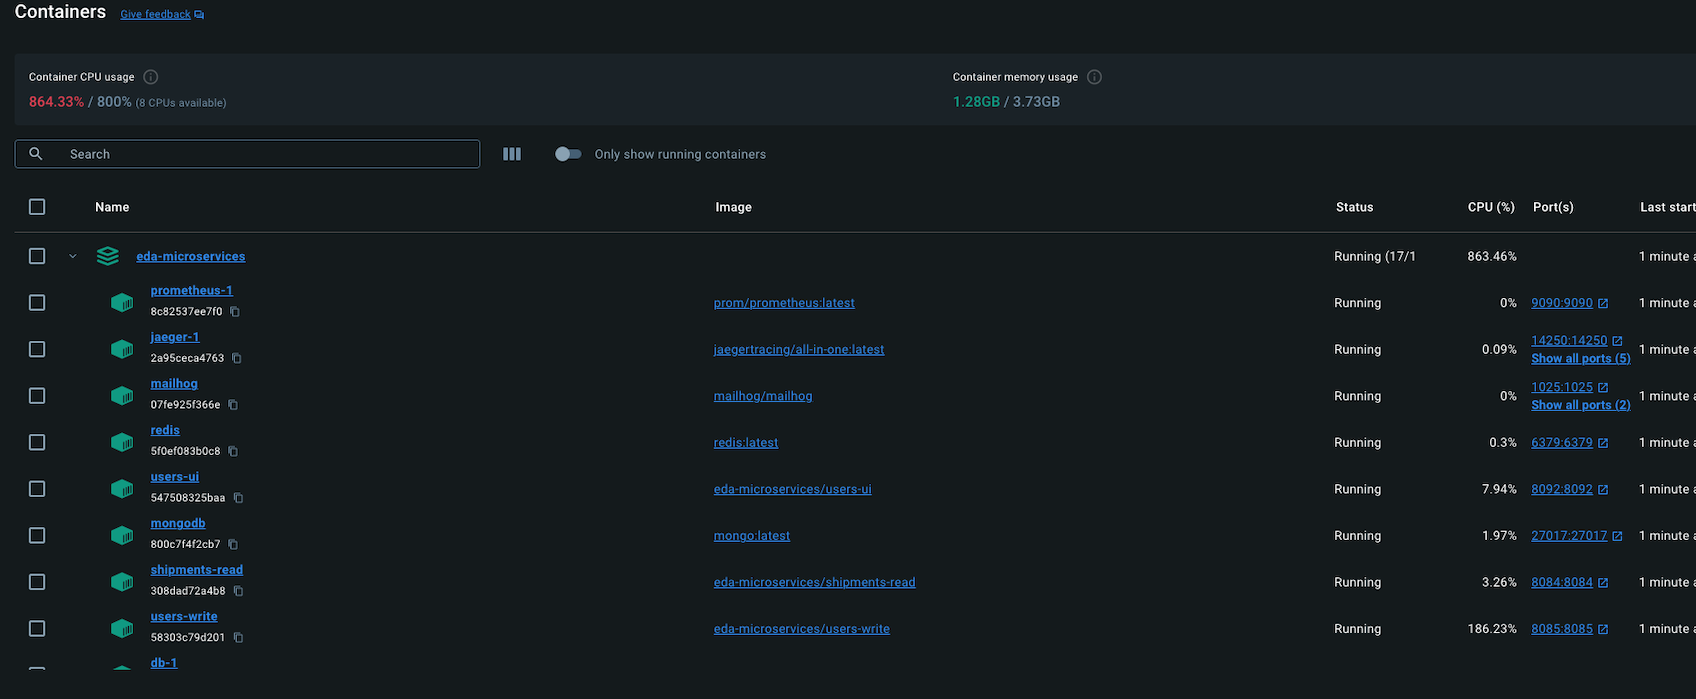 Containers Give feedback
Container CPU usage
864.33% / 800% (8 CPUs available)
Container memory usage
1.28GB / 3.73GB
Search
Only show running containers
Name Image Status CPU (%) Port(s) Last start
eda-microservices Running (17/1 863.46% 1 minute a
prometheus-1
8c82537ee7f0
prom/prometheus:latest Running 0% 9090:9090 1 minute a
jaeger-1
2a95ceca4763
jaegertracing/all-in-one:latest Running 0.09% 14250:14250
Show all ports (5)
1 minute a
mailhog
07fe925f366e
mailhog/mailhog Running 0% 1025:1025
Show all ports (2)
1 minute a
redis
5f0ef083b0c8
redis:latest Running 0.3% 6379:6379 1 minute a
users-ui
547508325baa
eda-microservices/users-ui Running 7.94% 8092:8092 1 minute a
mongodb
800c7f4f2cb7
mongo:latest Running 1.97% 27017:27017 1 minute a
shipments-read
308dad72a4b8
eda-microservices/shipments-read Running 3.26% 8084:8084 1 minute a
users-write
58303c79d201
eda-microservices/users-write Running 186.23% 8085:8085 1 minute a
db-1